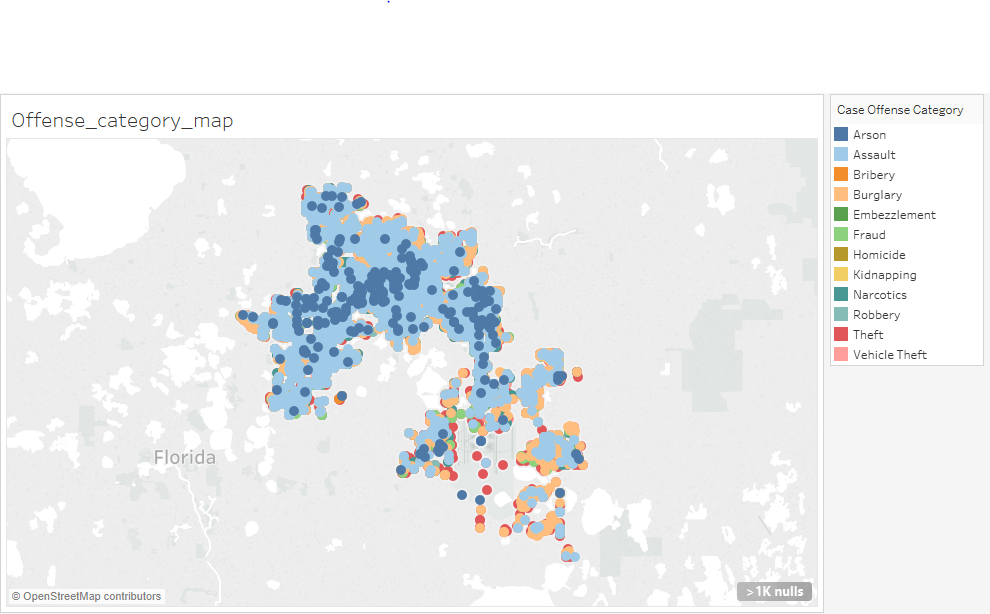 Offense_category_map
Florida
© OpenStreetMap contributors
>1K nulls
Case Offense Category
Arson
Assault
Bribery
Burglary
Embezzlement
Fraud
Homicide
Kidnapping
Narcotics
Robbery
Theft
Vehicle Theft